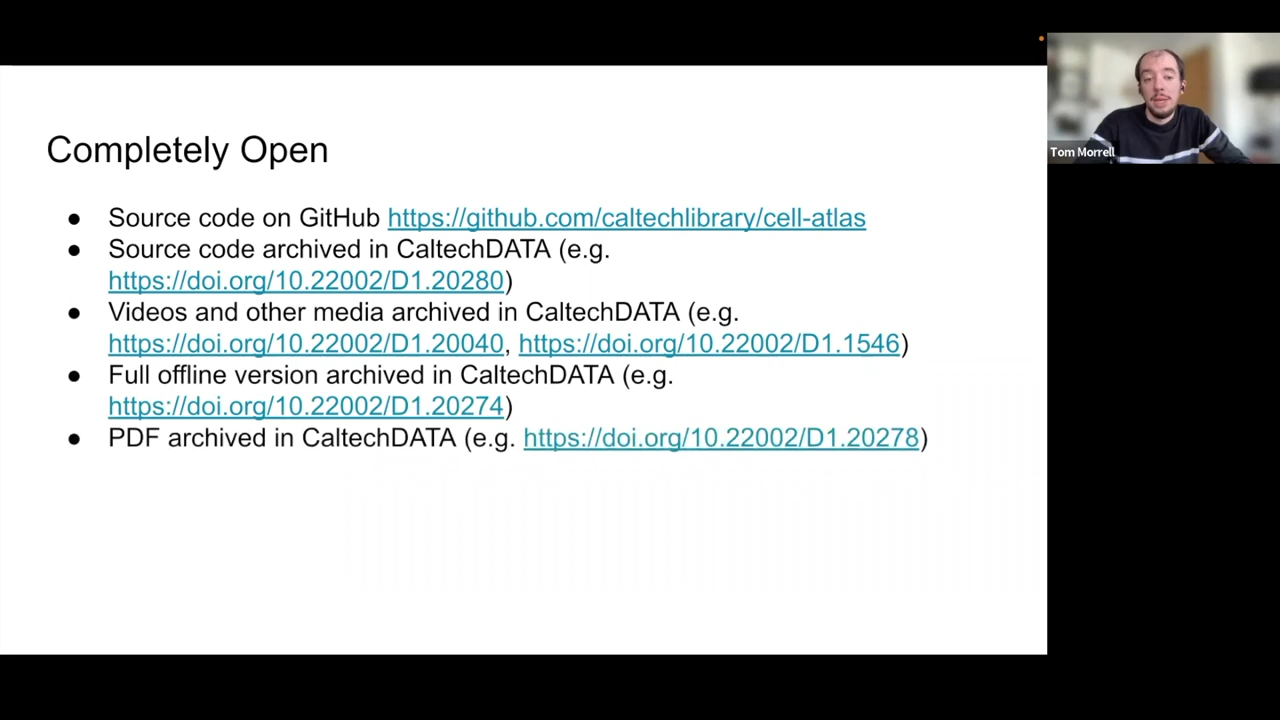 Completely Open
● Source code on GitHub https://github.com/caltechlibrary/cell-atlas
● Source code archived in CaltechDATA (e.g.
https://doi.org/10.22002/D1.20280)
● Videos and other media archived in CaltechDATA (e.g.
https://doi.org/10.22002/D1.20040, https://doi.org/10.22002/D1.1546)
● Full offline version archived in CaltechDATA (e.g.
https://doi.org/10.22002/D1.20274)
● PDF archived in CaltechDATA (e.g. https://doi.org/10.22002/D1.20278)
Tom Morrell